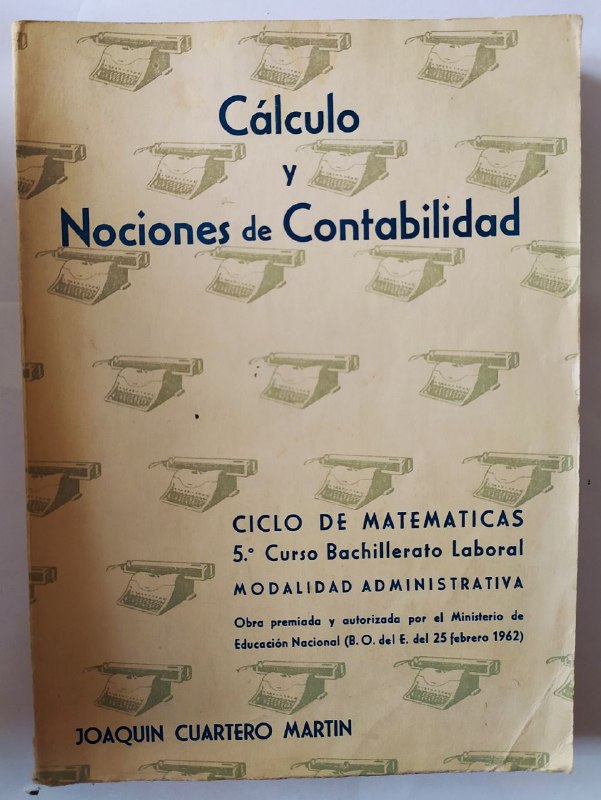 Cálculo
y
Nociones de Contabilidad
CICLO DE MATEMATICAS
5.º Curso Bachillerato Laboral
MODALIDAD ADMINISTRATIVA
Obra premiada y autorizada por el Ministerio de
Educación Nacional (B. O. del E. del 25 febrero 1962)
JOAQUIN CUARTERO MARTIN